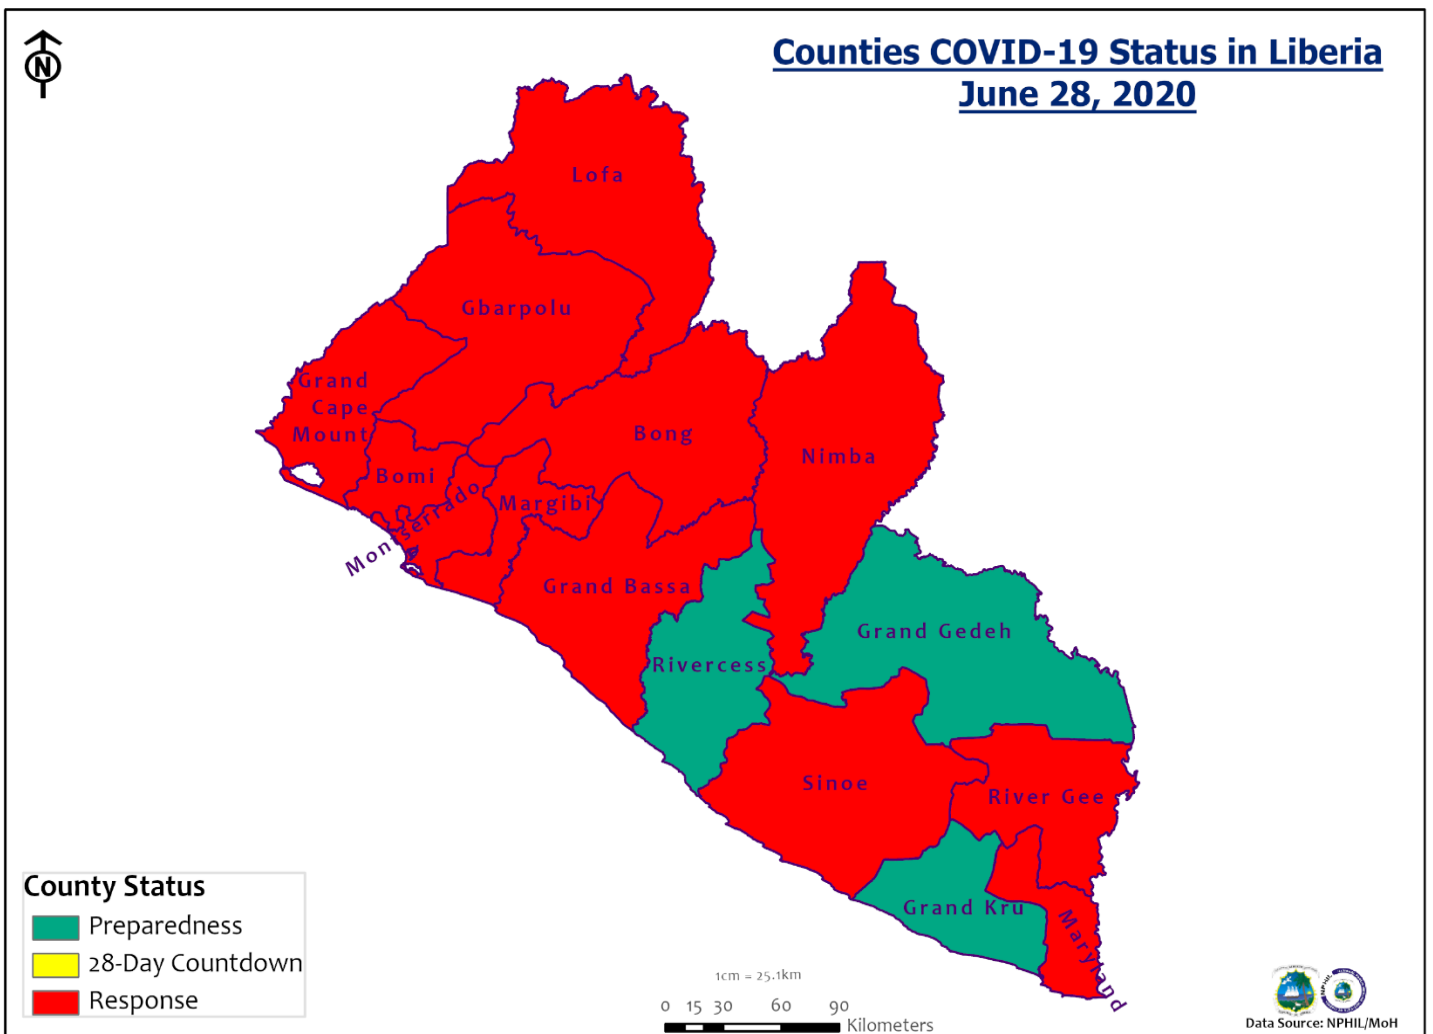 N
Counties COVID-19 Status in Liberia
June 28, 2020
Lofa
Gbarpolu
Grand
Cape
Mount
Bong
Nimba
Bomi
Montserrado
Margibi
Grand Bassa
Grand Gedeh
Rivercess
Sinoe
River Gee
Grand Kru
Maryland
County Status
Preparedness
28-Day Countdown
Response
1cm = 25.1km
0 15 30 60 90
Kilometers
NPHIL
Data Source: NPHIL/MoH